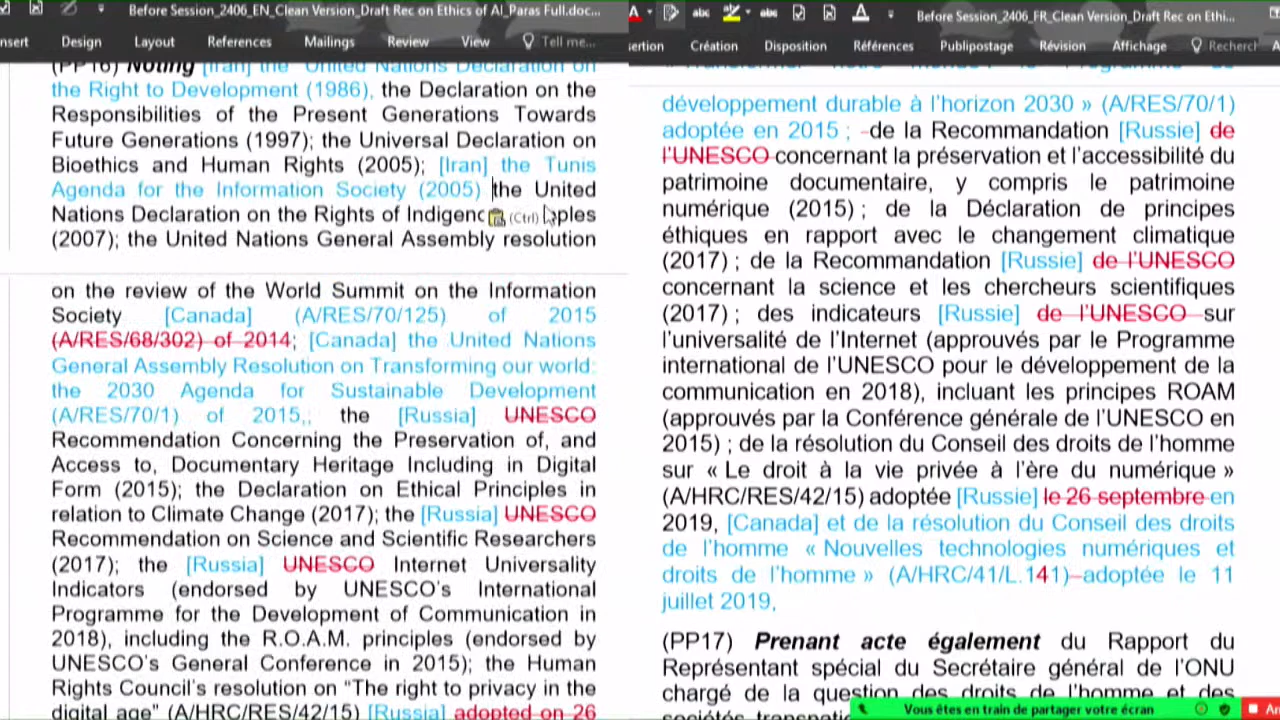 Before Session_2406_EN_Clean Version_Draft Rec on Ethics of AI_Paras Full.doc...
nsert Design Layout References Mailings Review View Tell me...
(PP16) Noting [Iran] the United Nations Declaration on
the Right to Development (1986), the Declaration on the
Responsibilities of the Present Generations Towards
Future Generations (1997); the Universal Declaration on
Bioethics and Human Rights (2005); [Iran] the Tunis
Agenda for the Information Society (2005) the United
Nations Declaration on the Rights of Indigenc (Ctrl) ples
(2007); the United Nations General Assembly resolution
on the review of the World Summit on the Information
Society [Canada] (A/RES/70/125) of 2015
(A/RES/68/302) of 2014; [Canada] the United Nations
General Assembly Resolution on Transforming our world:
the 2030 Agenda for Sustainable Development
(A/RES/70/1) of 2015,; the [Russia] UNESCO
Recommendation Concerning the Preservation of, and
Access to, Documentary Heritage Including in Digital
Form (2015); the Declaration on Ethical Principles in
relation to Climate Change (2017); the [Russia] UNESCO
Recommendation on Science and Scientific Researchers
(2017); the [Russia] UNESCO Internet Universality
Indicators (endorsed by UNESCO's International
Programme for the Development of Communication in
2018), including the R.O.A.M. principles (endorsed by
UNESCO's General Conference in 2015); the Human
Rights Council's resolution on "The right to privacy in the
digital age" (A/HRC/RES/42/15) [Russia] adopted on 26
Before Session_2406_FR_Clean Version_Draft Rec on Ethi...
sertion Création Disposition Références Publipostage Révision Affichage Recherc
développement durable à l'horizon 2030 » (A/RES/70/1)
adoptée en 2015 ; de la Recommandation [Russie] de
l'UNESCO concernant la préservation et l'accessibilité du
patrimoine documentaire, y compris le patrimoine
numérique (2015) ; de la Déclaration de principes
éthiques en rapport avec le changement climatique
(2017) ; de la Recommandation [Russie] de l'UNESCO
concernant la science et les chercheurs scientifiques
(2017) ; des indicateurs [Russie] de l'UNESCO sur
l'universalité de l'Internet (approuvés par le Programme
international de l'UNESCO pour le développement de la
communication en 2018), incluant les principes ROAM
(approuvés par la Conférence générale de l'UNESCO en
2015) ; de la résolution du Conseil des droits de l'homme
sur « Le droit à la vie privée à l'ère du numérique »
(A/HRC/RES/42/15) adoptée [Russie] le 26 septembre en
2019, [Canada] et de la résolution du Conseil des droits
de l'homme « Nouvelles technologies numériques et
droits de l'homme » (A/HRC/41/L.141) adoptée le 11
juillet 2019,
(PP17) Prenant acte également du Rapport du
Représentant spécial du Secrétaire général de l'ONU
chargé de la question des droits de l'homme et des
Vous êtes en train de partager votre écran